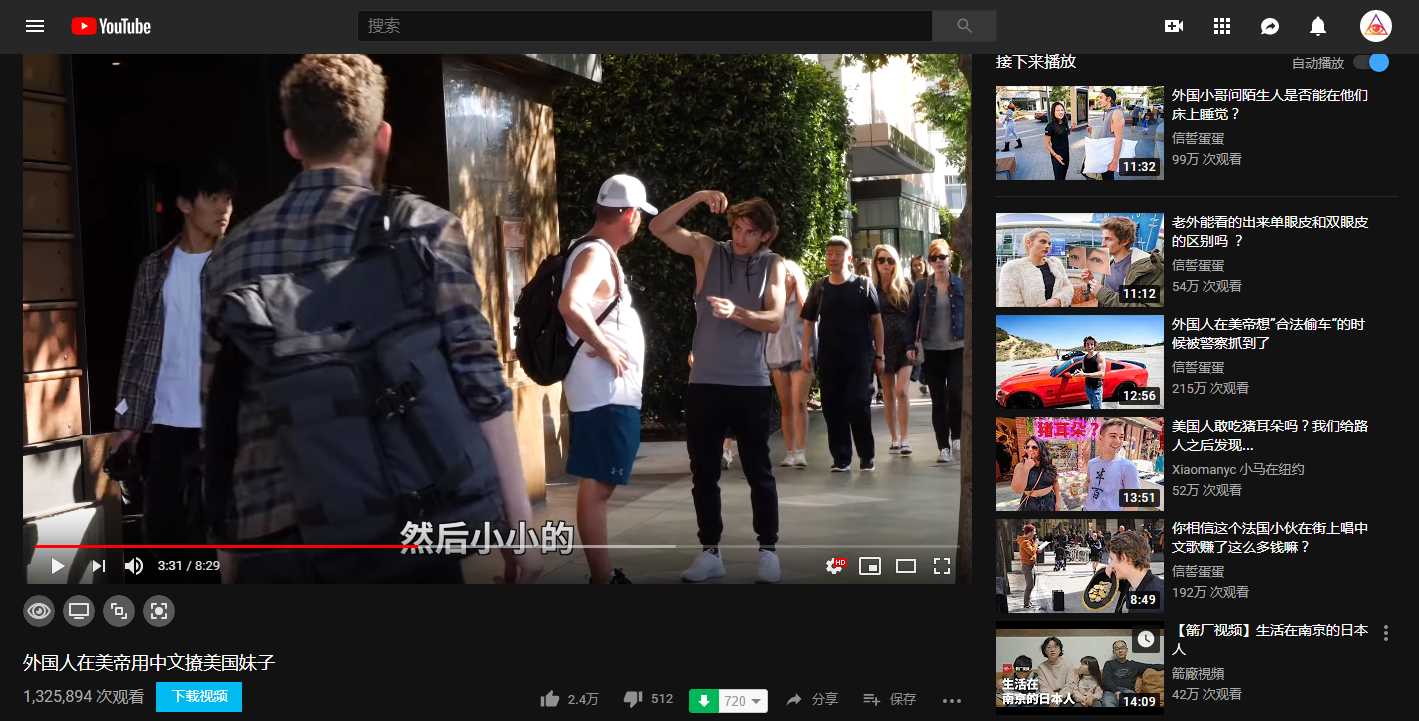 YouTube
搜索
然后小小的
3:31 / 8:29
HD
外国人在美帝用中文撩美国妹子
1,325,894 次观看
下载视频
2.4万
512
720
分享
保存
接下来播放
自动播放
11:32
外国小哥问陌生人是否能在他们
床上睡觉？
信誓蛋蛋
99万 次观看
11:12
老外能看的出来单眼皮和双眼皮
的区别吗 ？
信誓蛋蛋
54万 次观看
12:56
外国人在美帝想“合法偷车“的时
候被警察抓到了
信誓蛋蛋
215万 次观看
猪耳朵？
13:51
美国人敢吃猪耳朵吗？我们给路
人之后发现...
Xiaomanyc 小马在纽约
52万 次观看
8:49
你相信这个法国小伙在街上唱中
文歌赚了这么多钱嘛？
信誓蛋蛋
192万 次观看
生活在
南京的日本人
14:09
【箭厂视频】生活在南京的日本
人
箭廠視頻
42万 次观看